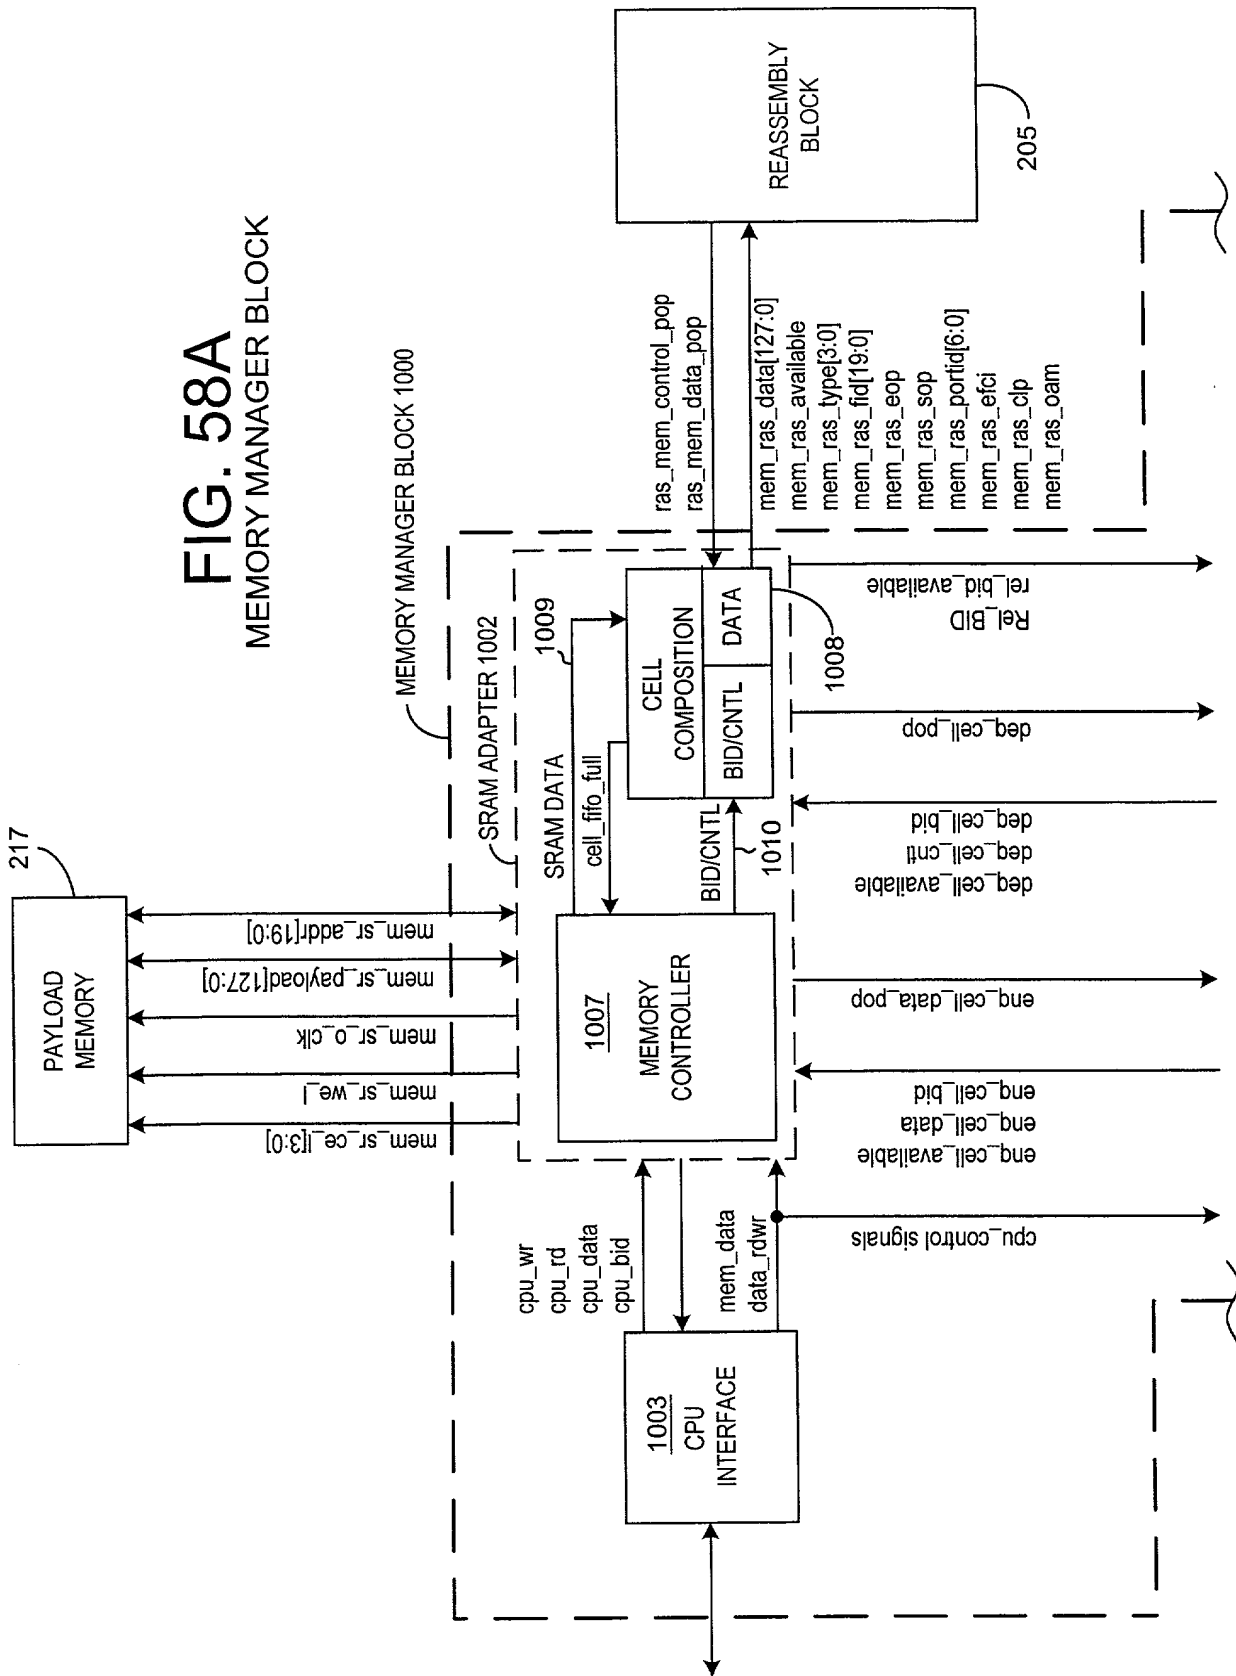 FIG. 58A
MEMORY MANAGER BLOCK
MEMORY MANAGER BLOCK 1000
SRAM ADAPTER 1002
217
PAYLOAD
MEMORY
mem_sr_ce_l[3:0]
mem_sr_we_l
mem_sr_o_clk
mem_sr_payload[127:0]
mem_sr_addr[19:0]
1003
CPU
INTERFACE
cpu_wr
cpu_rd
cpu_data
cpu_bid
mem_data
data_rdwr
1007
MEMORY
CONTROLLER
SRAM DATA
1009
cell_fifo_full
BID/CNTL
1010
CELL
COMPOSITION
BID/CNTL
DATA
1008
ras_mem_control_pop
ras_mem_data_pop
mem_ras_data[127:0]
mem_ras_available
mem_ras_type[3:0]
mem_ras_fid[19:0]
mem_ras_eop
mem_ras_sop
mem_ras_portid[6:0]
mem_ras_efci
mem_ras_clp
mem_ras_oam
REASSEMBLY
BLOCK
205
cpu_control signals
enq_cell_bid
enq_cell_data
enq_cell_available
enq_cell_data_pop
deq_cell_bid
deq_cell_cntl
deq_cell_available
deq_cell_pop
rel_bid_available
Rel_BID